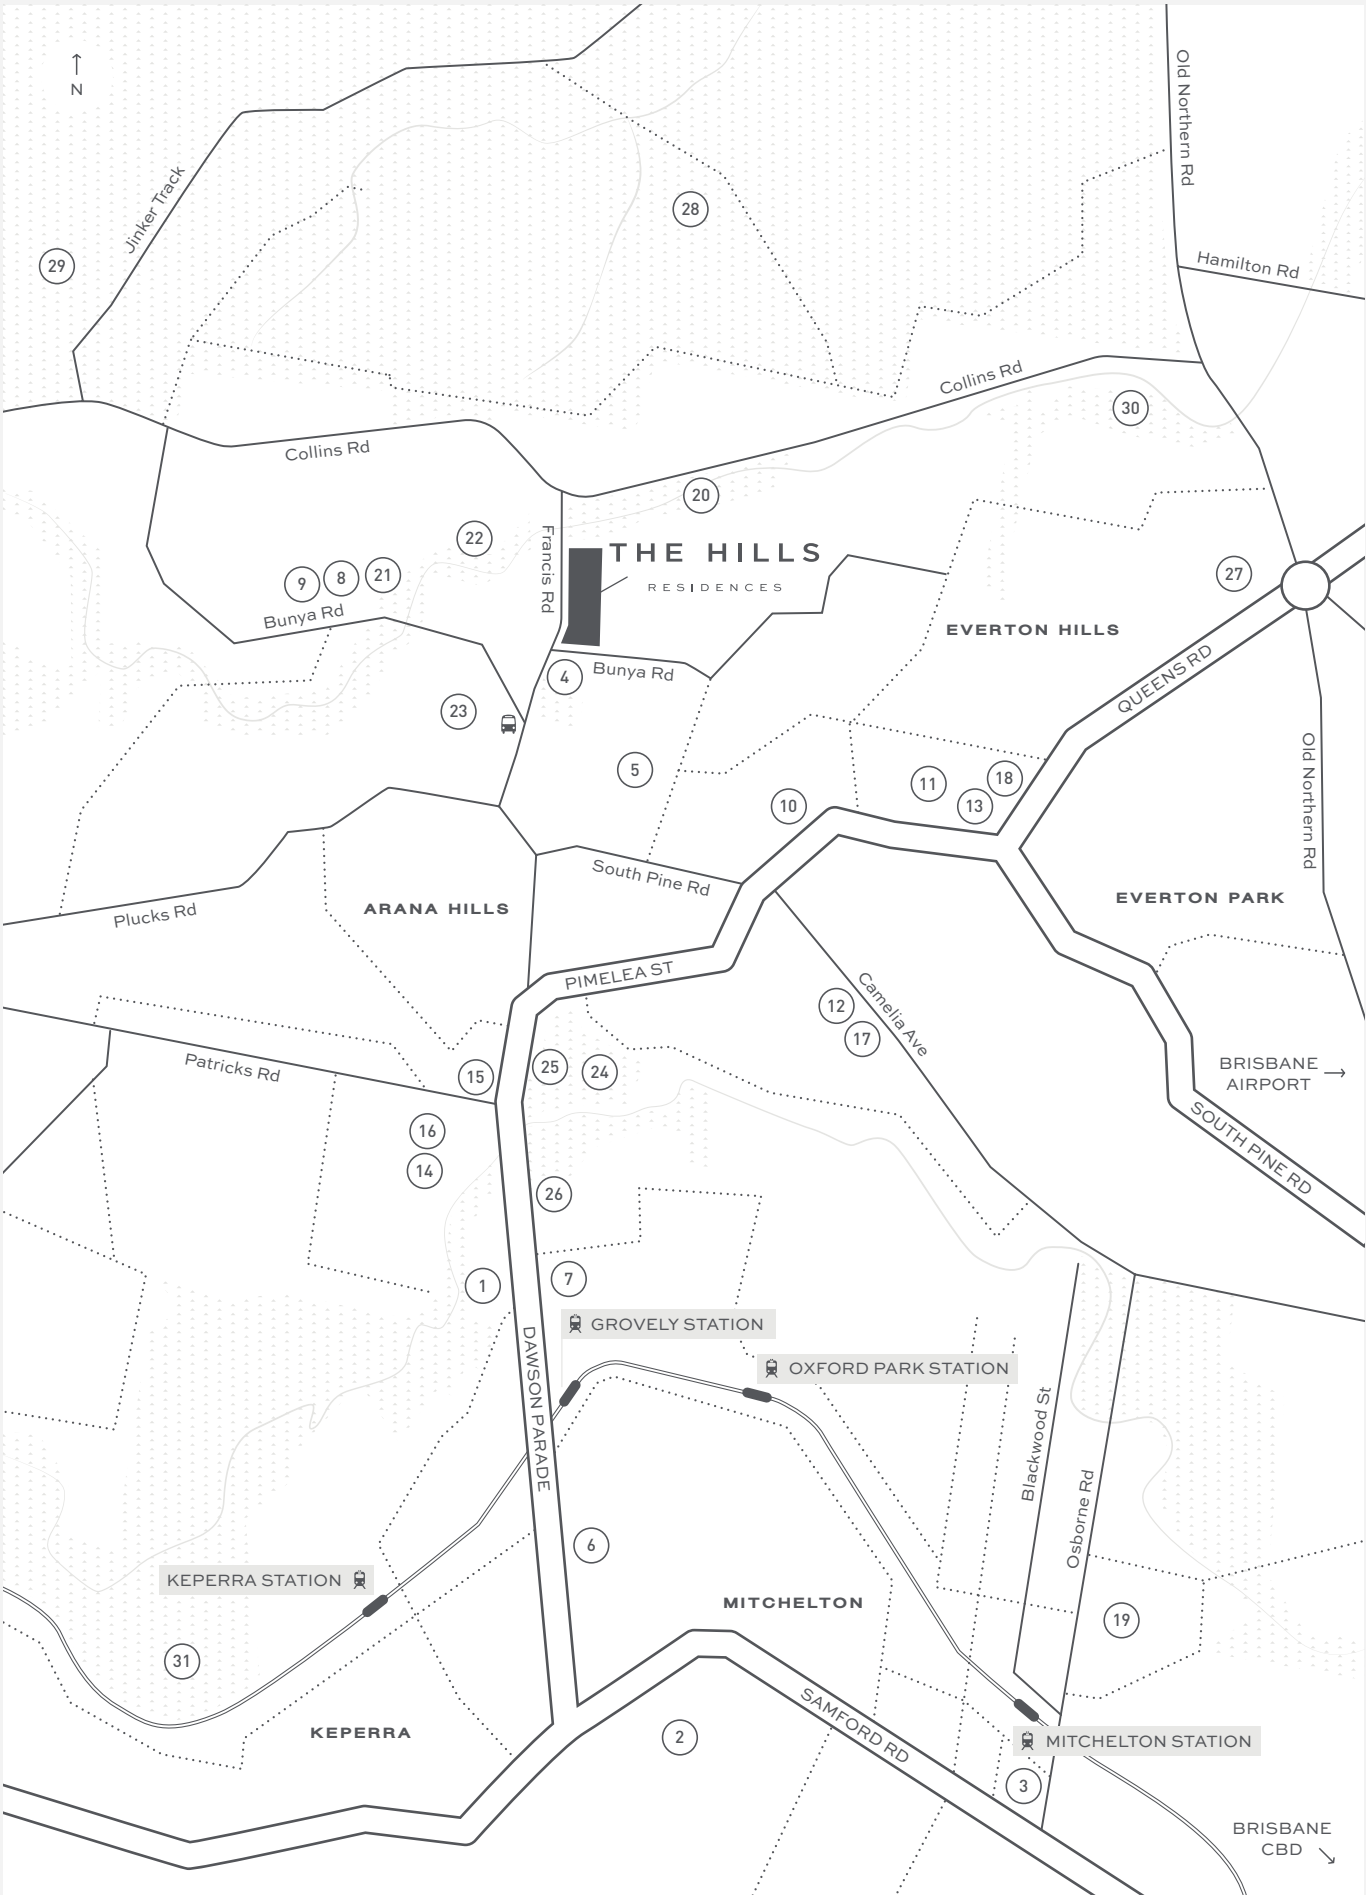 N
Old Northern Rd
Jinker Track
28
Hamilton Rd
29
Collins Rd
30
Collins Rd
20
22
Francis Rd
THE HILLS
RESIDENCES
9
8
21
27
Bunya Rd
EVERTON HILLS
4
Bunya Rd
QUEENS RD
23
5
11
18
10
13
Old Northern Rd
South Pine Rd
ARANA HILLS
EVERTON PARK
Plucks Rd
PIMELEA ST
12
Camelia Ave
17
Patricks Rd
15
25
24
BRISBANE
AIRPORT
16
14
SOUTH PINE RD
26
1
7
GROVELY STATION
OXFORD PARK STATION
DAWSON PARADE
Blackwood St
Osborne Rd
6
KEPERRA STATION
MITCHELTON
19
31
SAMFORD RD
KEPERRA
2
MITCHELTON STATION
3
BRISBANE
CBD